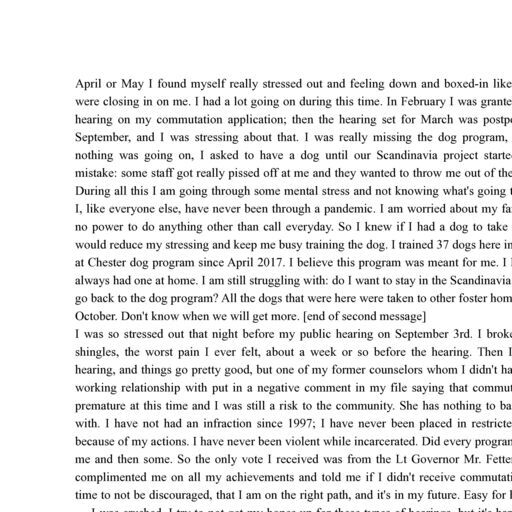 April or May I found myself really stressed out and feeling down and boxed-in like
were closing in on me. I had a lot going on during this time. In February I was grante
hearing on my commutation application; then the hearing set for March was postp
September, and I was stressing about that. I was really missing the dog program,
nothing was going on, I asked to have a dog until our Scandinavia project starte
mistake: some staff got really pissed off at me and they wanted to throw me out of the
During all this I am going through some mental stress and not knowing what's going t
I, like everyone else, have never been through a pandemic. I am worried about my fa
no power to do anything other than call everyday. So I knew if I had a dog to take
would reduce my stressing and keep me busy training the dog. I trained 37 dogs here in
at Chester dog program since April 2017. I believe this program was meant for me. I
always had one at home. I am still struggling with: do I want to stay in the Scandinavia
go back to the dog program? All the dogs that were here were taken to other foster hom
October. Don't know when we will get more. [end of second message]
I was so stressed out that night before my public hearing on September 3rd. I brok
shingles, the worst pain I ever felt, about a week or so before the hearing. Then I
hearing, and things go pretty good, but one of my former counselors whom I didn't ha
working relationship with put in a negative comment in my file saying that commut
premature at this time and I was still a risk to the community. She has nothing to ba
with. I have not had an infraction since 1997; I have never been placed in restricte
because of my actions. I have never been violent while incarcerated. Did every progran
me and then some. So the only vote I received was from the Lt Governor Mr. Fette
complimented me on all my achievements and told me if I didn't receive commutati
time to not be discouraged, that I am on the right path, and it's in my future. Easy for